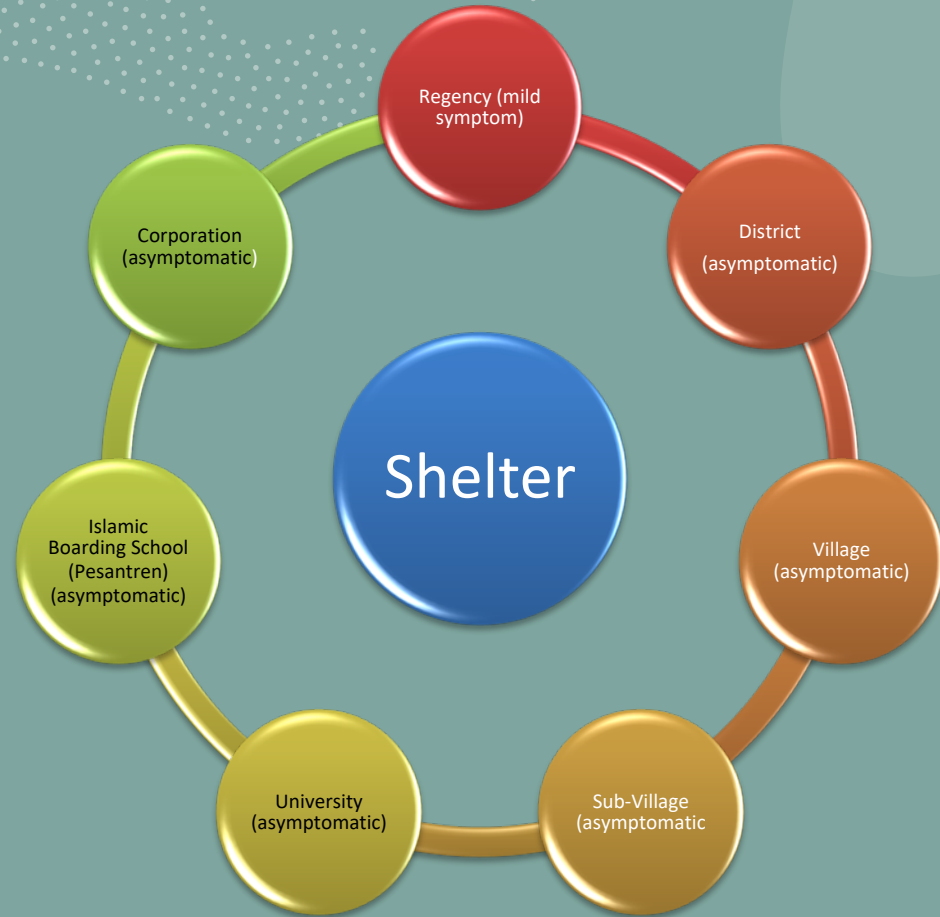 Regency (mild
symptom)
District
(asymptomatic)
Village
(asymptomatic)
Sub-Village
(asymptomatic
University
(asymptomatic)
Islamic
Boarding School
(Pesantren)
(asymptomatic)
Corporation
(asymptomatic)
Shelter